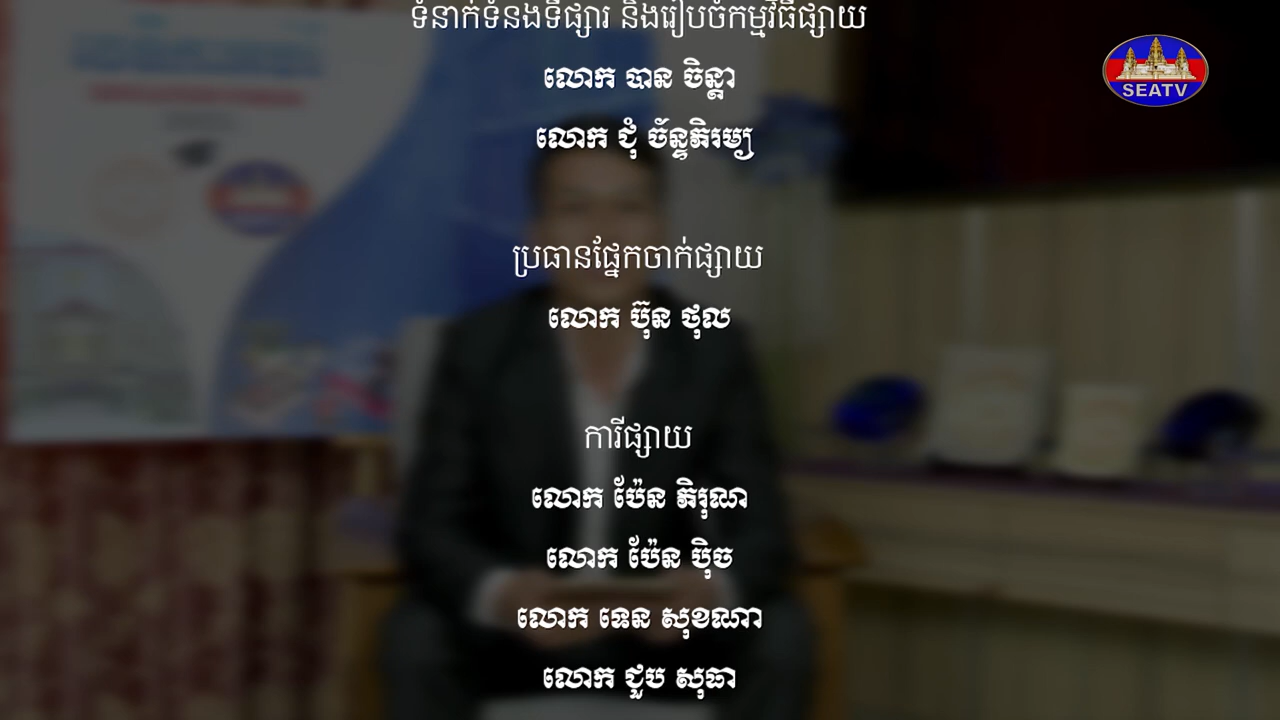 ទំនាក់ទំនងទីផ្សារ និងរៀបចំកម្មវិធីផ្សាយ
លោក បាន ចិន្តា
លោក ជុំ ច័ន្ទភិរម្យ
SEATV
ប្រធានផ្នែកចាក់ផ្សាយ
លោក ប៊ុន ថុល
ការីផ្សាយ
លោក ប៉ែន ភិរុណ
លោក ប៉ែន ប៉ិច
លោក ទេន សុខណា
លោក ជួប សុធា